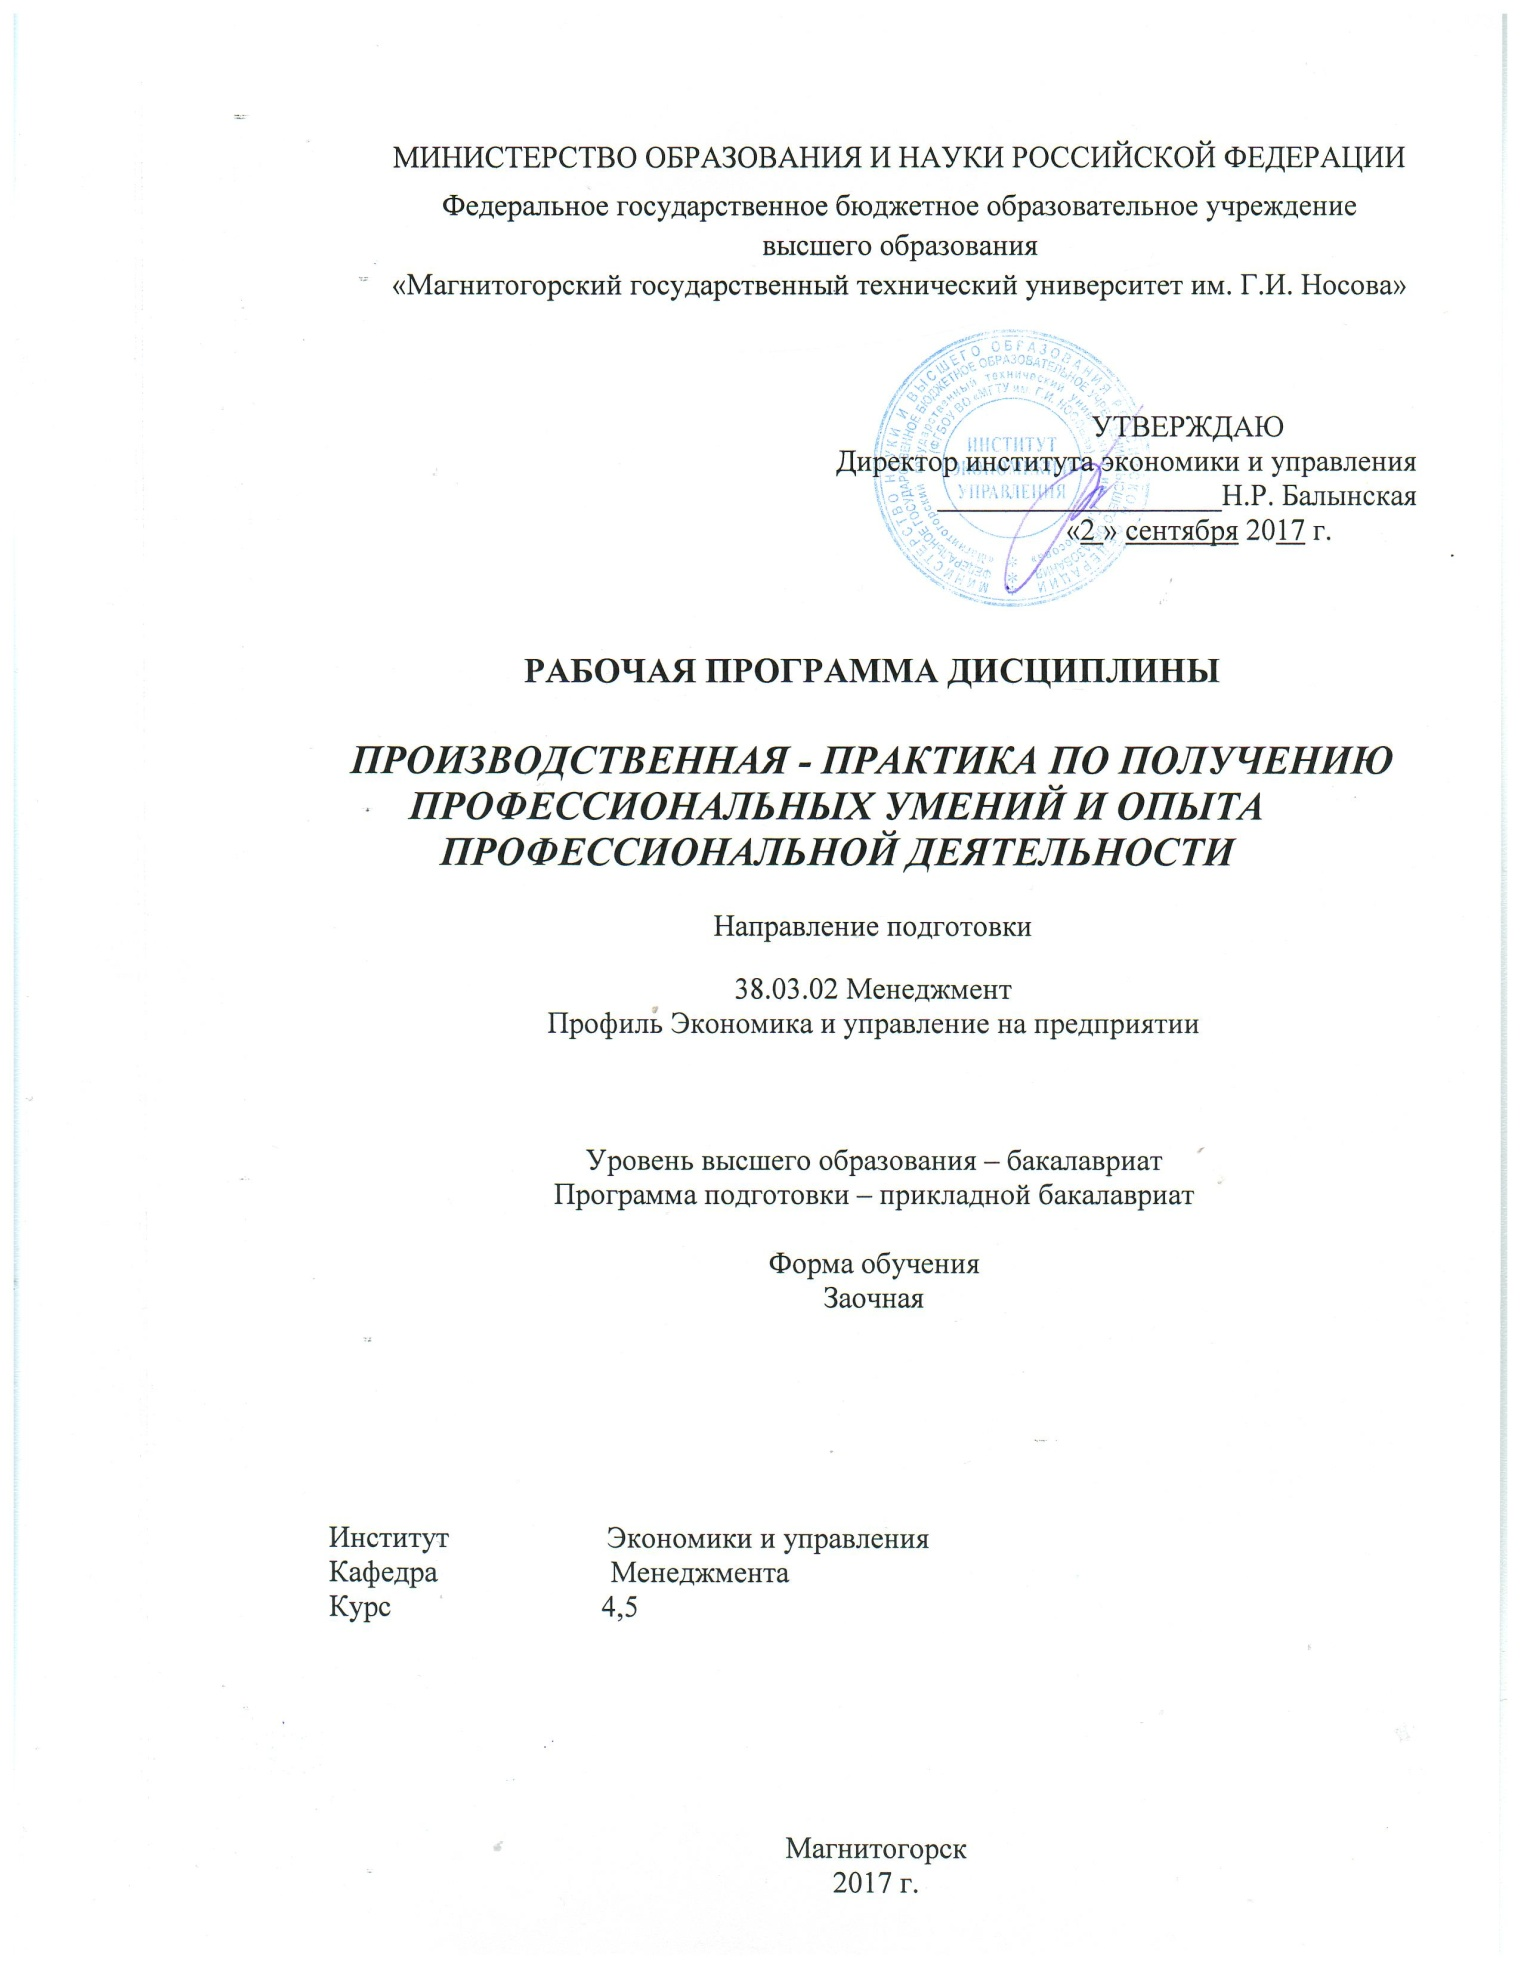 МИНИСТЕРСТВО ОБРАЗОВАНИЯ И НАУКИ РОССИЙСКОЙ ФЕДЕРАЦИИ
Федеральное государственное бюджетное образовательное учреждение
высшего образования
«Магнитогорский государственный технический университет им. Г.И. Носова»
УТВЕРЖДАЮ
Директор института экономики и управления
Н.Р. Балынская
«2 » сентября 2017 г.
ИНСТИТУТ
УПРАВЛЕНИЯ
РАБОЧАЯ ПРОГРАММА ДИСЦИПЛИНЫ
ПРОИЗВОДСТВЕННАЯ - ПРАКТИКА ПО ПОЛУЧЕНИЮ
ПРОФЕССИОНАЛЬНЫХ УМЕНИЙ И ОПЫТА
ПРОФЕССИОНАЛЬНОЙ ДЕЯТЕЛЬНОСТИ
Направление подготовки
38.03.02 Менеджмент
Профиль Экономика и управление на предприятии
Уровень высшего образования – бакалавриат
Программа подготовки – прикладной бакалавриат
Форма обучения
Заочная
Институт Экономики и управления
Кафедра Менеджмента
Курс 4,5
Магнитогорск
2017 г.